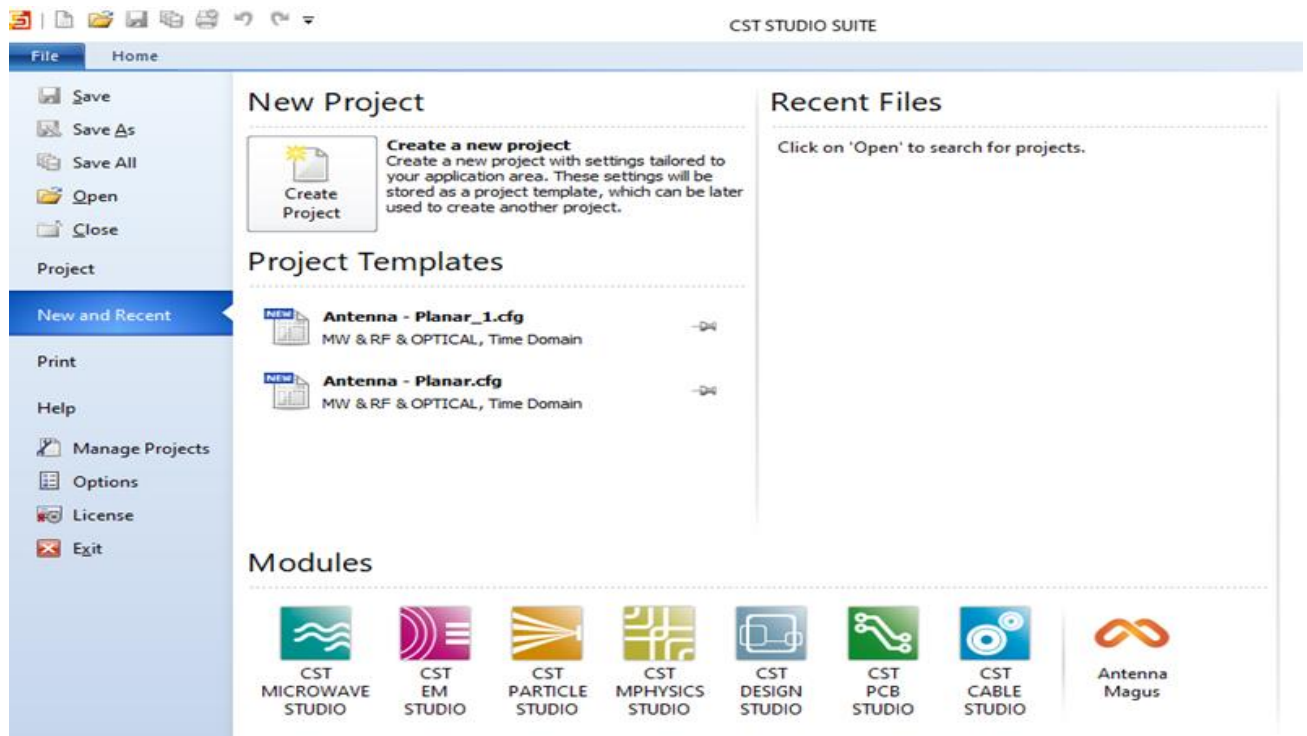 CST STUDIO SUITE
File Home
Save
Save As
Save All
Open
Close
Project
New and Recent
Print
Help
Manage Projects
Options
License
Exit
New Project
Create
Project
Create a new project
Create a new project with settings tailored to
your application area. These settings will be
stored as a project template, which can be later
used to create another project.
Project Templates
NEW
Antenna - Planar_1.cfg
MW & RF & OPTICAL, Time Domain
NEW
Antenna - Planar.cfg
MW & RF & OPTICAL, Time Domain
Recent Files
Click on 'Open' to search for projects.
Modules
CST
MICROWAVE
STUDIO
CST
EM
STUDIO
CST
PARTICLE
STUDIO
CST
MPHYSICS
STUDIO
CST
DESIGN
STUDIO
CST
PCB
STUDIO
CST
CABLE
STUDIO
Antenna
Magus